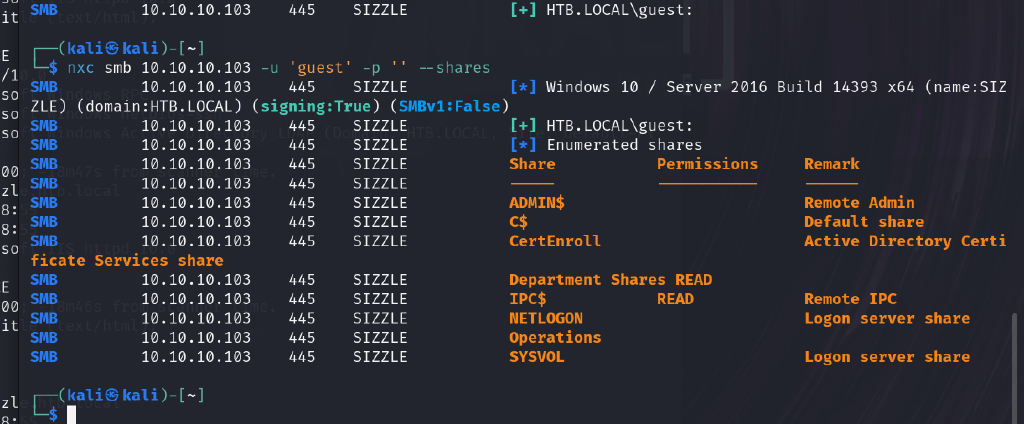 SMB 10.10.10.103 445 SIZZLE [+] HTB.LOCAL\guest:
┌──(kali㉿kali)-[~]
└─$ nxc smb 10.10.10.103 -u 'guest' -p '' --shares
SMB 10.10.10.103 445 SIZZLE [*] Windows 10 / Server 2016 Build 14393 x64 (name:SIZ
ZLE) (domain:HTB.LOCAL) (signing:True) (SMBv1:False)
SMB 10.10.10.103 445 SIZZLE [+] HTB.LOCAL\guest:
SMB 10.10.10.103 445 SIZZLE [*] Enumerated shares
SMB 10.10.10.103 445 SIZZLE Share Permissions Remark
SMB 10.10.10.103 445 SIZZLE ----- ----------- ------
SMB 10.10.10.103 445 SIZZLE ADMIN$ Remote Admin
SMB 10.10.10.103 445 SIZZLE C$ Default share
SMB 10.10.10.103 445 SIZZLE CertEnroll Active Directory Certi
ficate Services share
SMB 10.10.10.103 445 SIZZLE Department Shares READ
SMB 10.10.10.103 445 SIZZLE IPC$ READ Remote IPC
SMB 10.10.10.103 445 SIZZLE NETLOGON Logon server share
SMB 10.10.10.103 445 SIZZLE Operations
SMB 10.10.10.103 445 SIZZLE SYSVOL Logon server share
┌──(kali㉿kali)-[~]
└─$